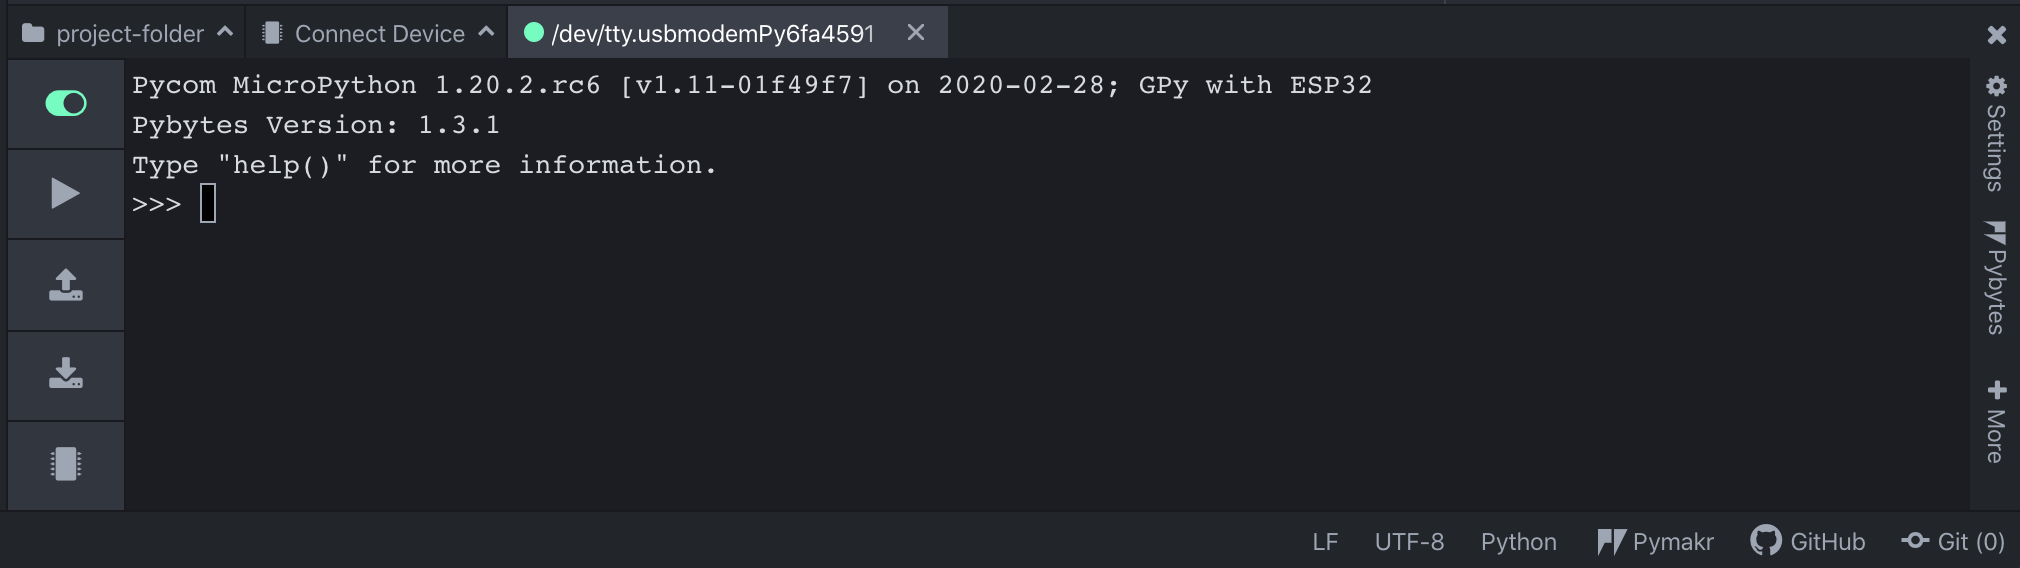 project-folder
Connect Device
/dev/tty.usbmodemPy6fa4591
Pycom MicroPython 1.20.2.rc6 [v1.11-01f49f7] on 2020-02-28; GPy with ESP32
Pybytes Version: 1.3.1
Type "help()" for more information.
>>>
Settings
Pybytes
More
LF
UTF-8
Python
Pymakr
GitHub
Git (0)